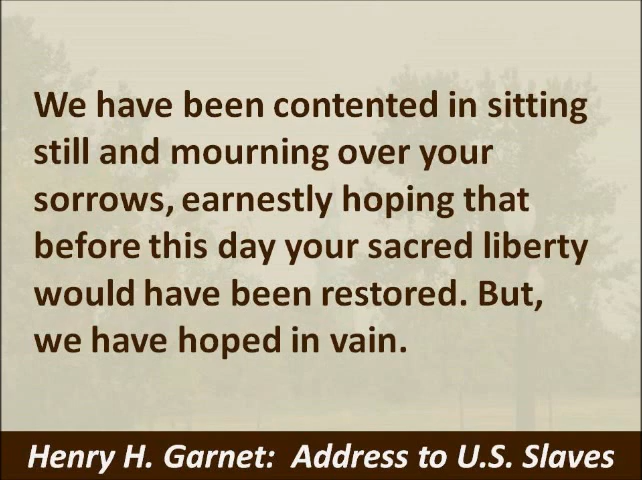 We have been contented in sitting
still and mourning over your
sorrows, earnestly hoping that
before this day your sacred liberty
would have been restored. But,
we have hoped in vain.
Henry H. Garnet: Address to U.S. Slaves